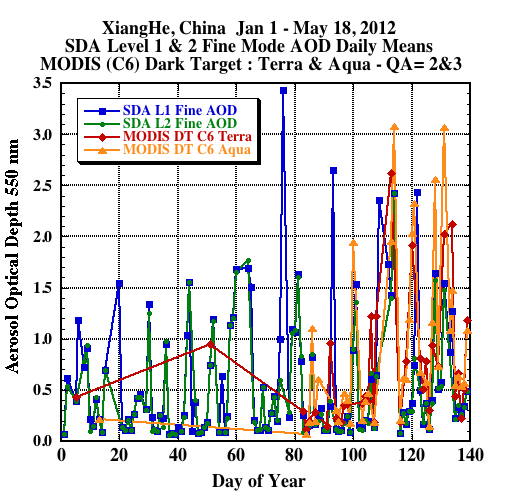 XiangHe, China Jan 1 - May 18, 2012
SDA Level 1 & 2 Fine Mode AOD Daily Means
MODIS (C6) Dark Target : Terra & Aqua - QA= 2&3
SDA L1 Fine AOD
SDA L2 Fine AOD
MODIS DT C6 Terra
MODIS DT C6 Aqua
Aerosol Optical Depth 550 nm
3.5
3.0
2.5
2.0
1.5
1.0
0.5
0.0
0 20 40 60 80 100 120 140
Day of Year